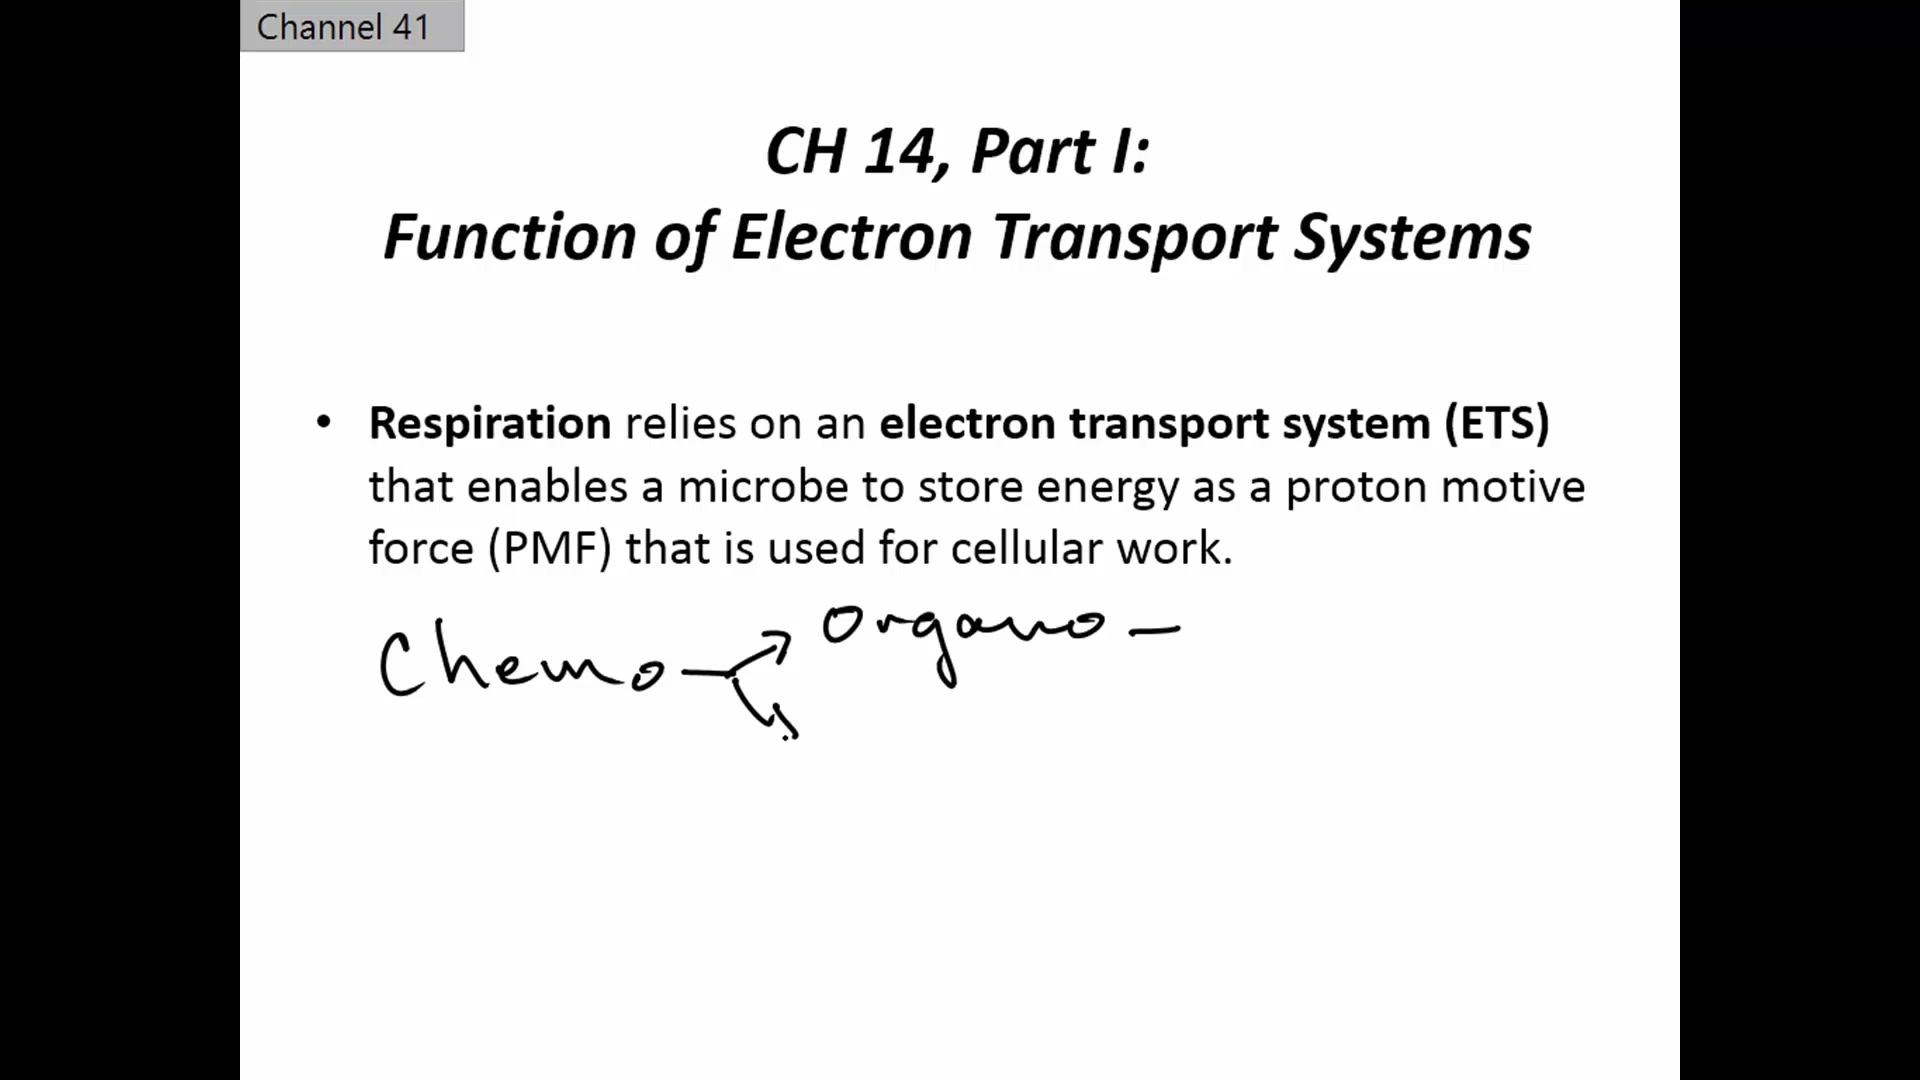 Channel 41
CH 14, Part I:
Function of Electron Transport Systems
• Respiration relies on an electron transport system (ETS)
that enables a microbe to store energy as a proton motive
force (PMF) that is used for cellular work.
Chemo → Organo –